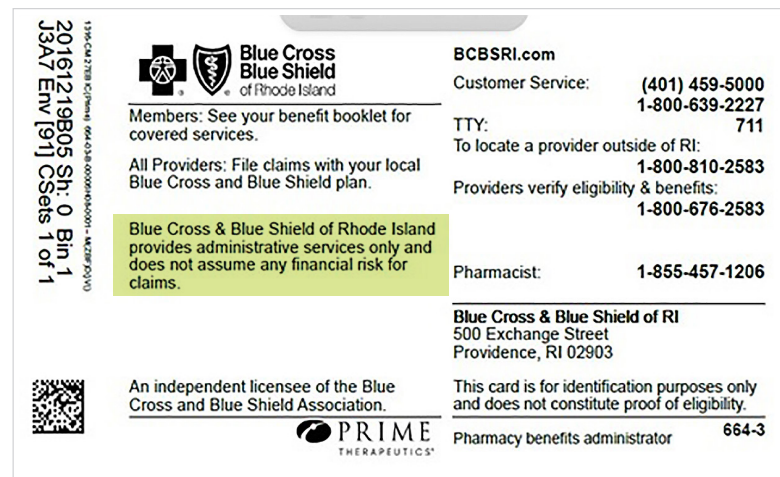 20161219B05 Sh: 0 Bin 1
J3A7 Env [91] CSets 1 of 1
Blue Cross
Blue Shield
of Rhode Island
Members: See your benefit booklet for
covered services.
All Providers: File claims with your local
Blue Cross and Blue Shield plan.
Blue Cross & Blue Shield of Rhode Island
provides administrative services only and
does not assume any financial risk for
claims.
An independent licensee of the Blue
Cross and Blue Shield Association.
PRIME
THERAPEUTICS®
BCBSRI.com
Customer Service: (401) 459-5000
1-800-639-2227
TTY: 711
To locate a provider outside of RI:
1-800-810-2583
Providers verify eligibility & benefits:
1-800-676-2583
Pharmacist: 1-855-457-1206
Blue Cross & Blue Shield of RI
500 Exchange Street
Providence, RI 02903
This card is for identification purposes only
and does not constitute proof of eligibility.
Pharmacy benefits administrator 664-3